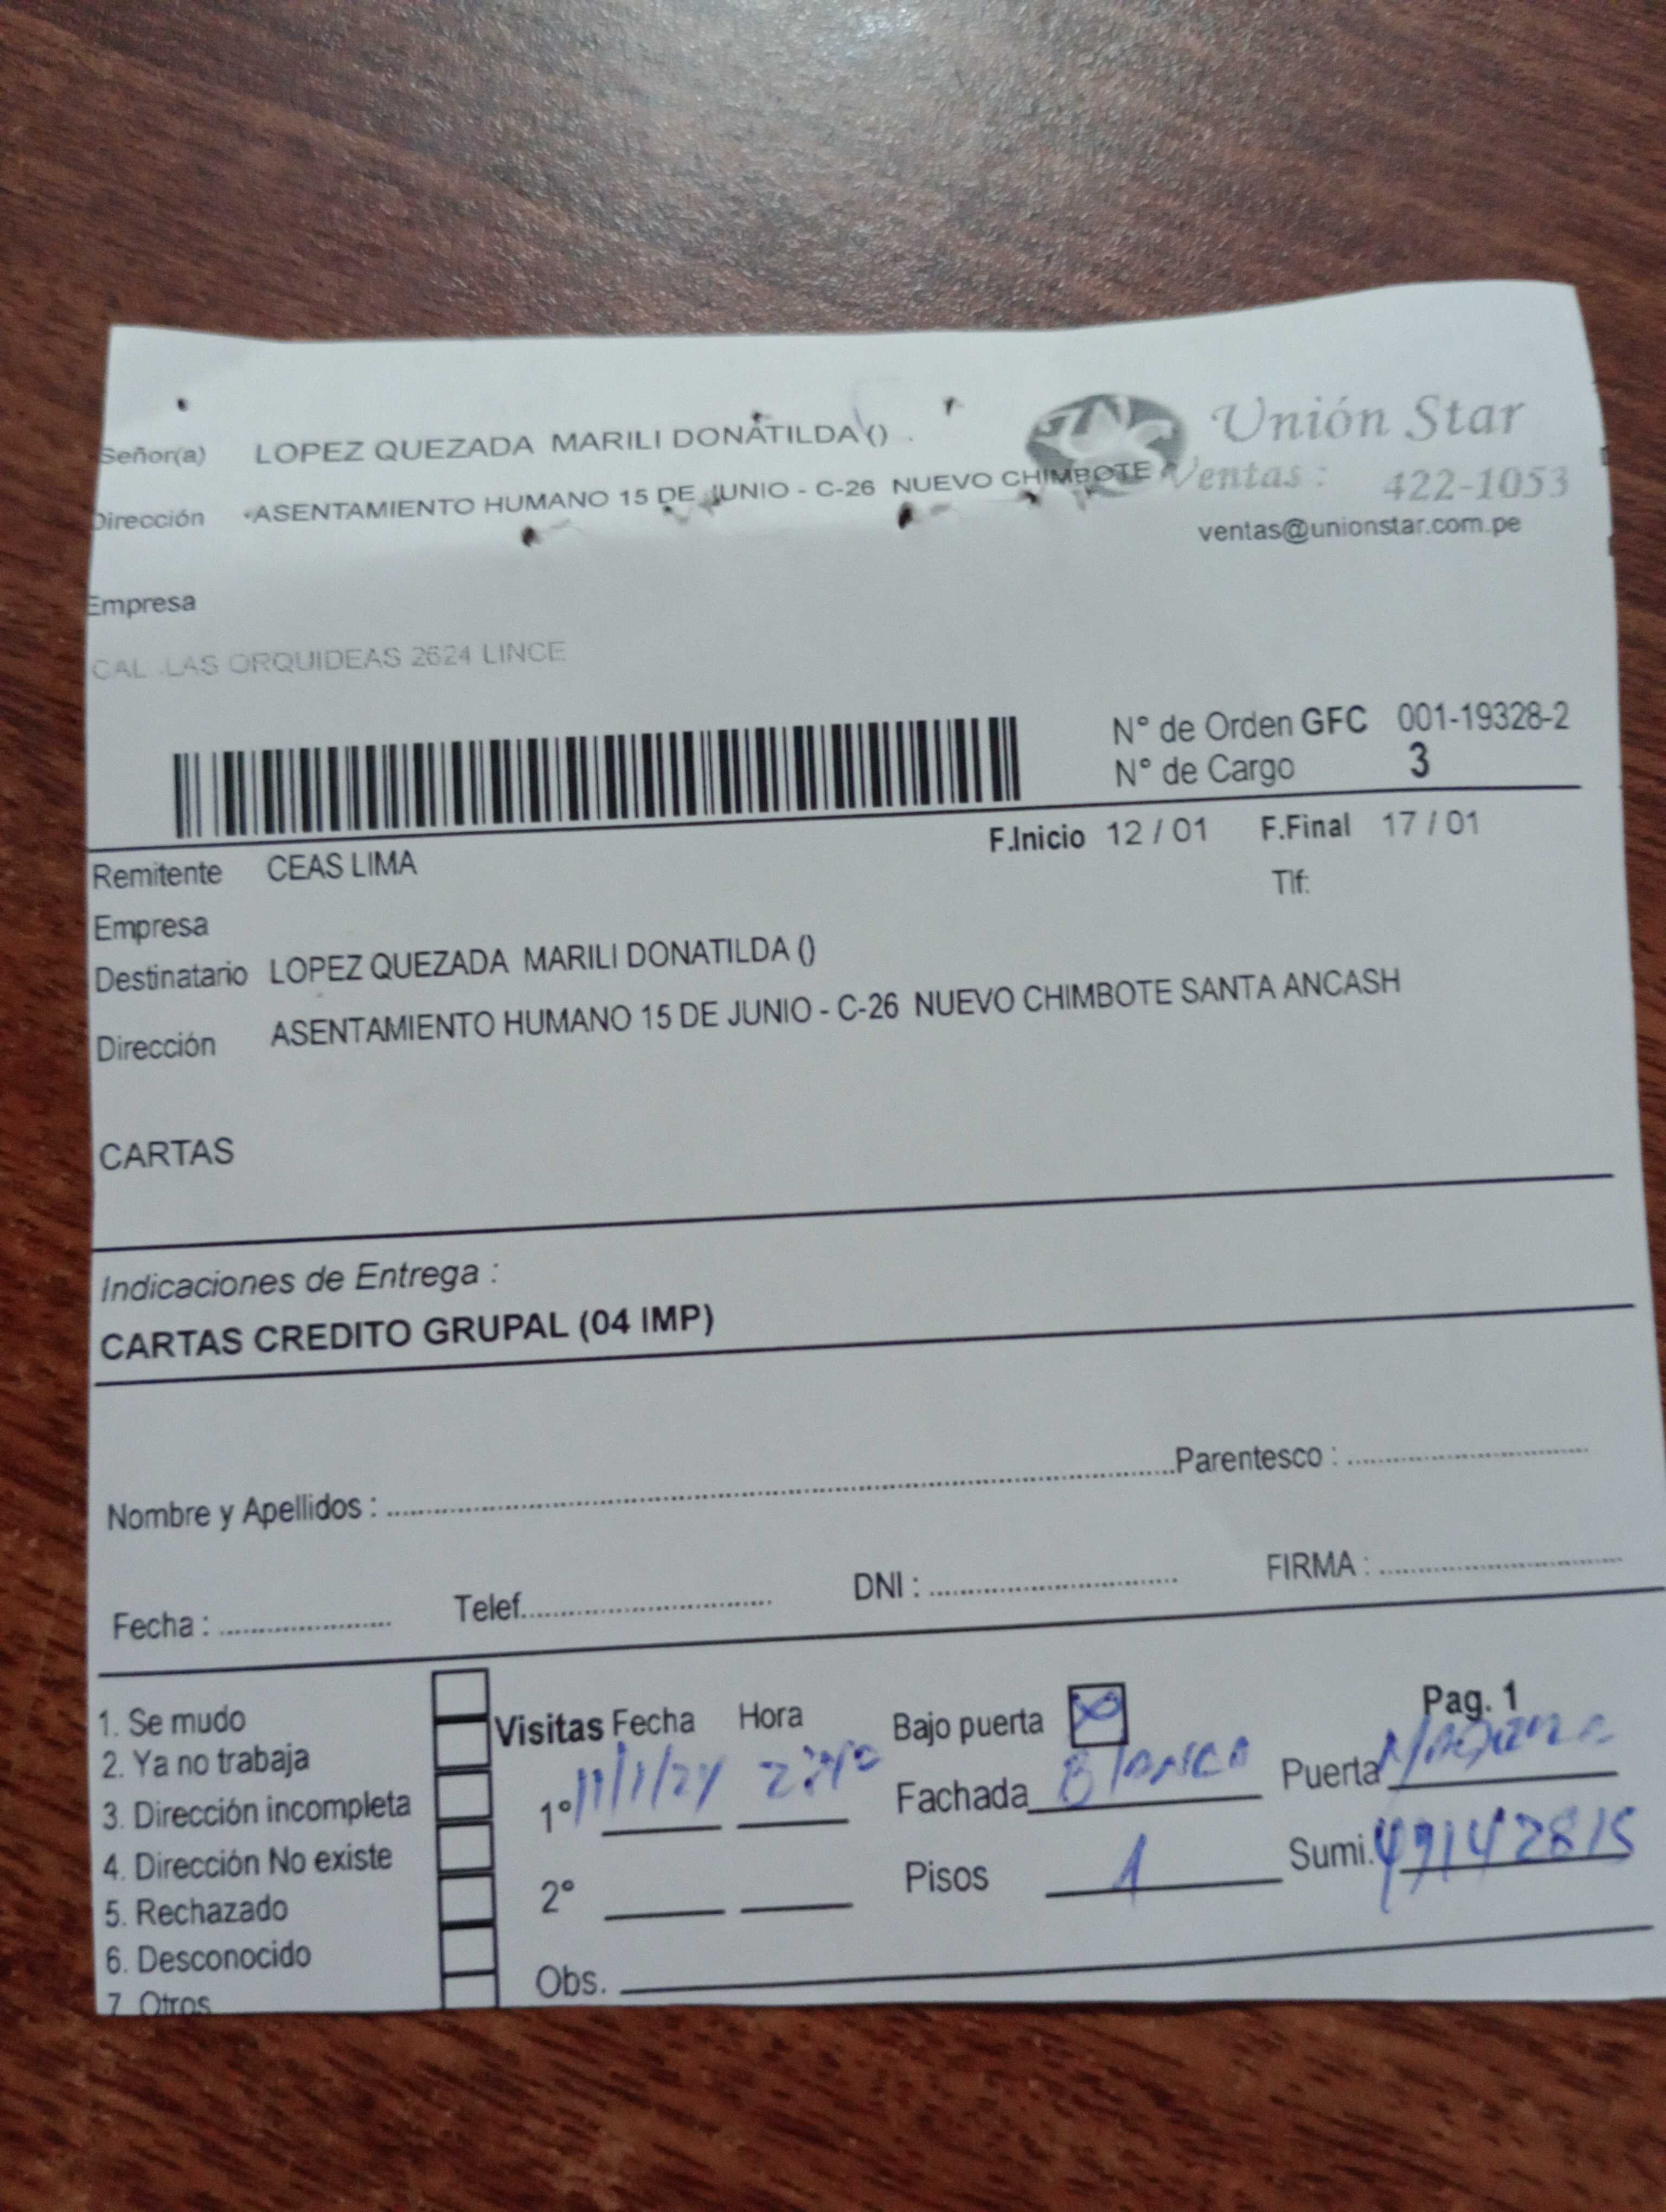 Señor(a) LOPEZ QUEZADA MARILI DONATILDA ()
Unión Star
Dirección ASENTAMIENTO HUMANO 15 DE JUNIO - C-26 NUEVO CHIMBOTE
Ventas : 422-1053
ventas@unionstar.com.pe
Empresa
CAL .LAS ORQUIDEAS 2624 LINCE
N° de Orden GFC 001-19328-2
N° de Cargo 3
F.Inicio 12 / 01 F.Final 17 / 01
Remitente CEAS LIMA
Tlf:
Empresa
Destinatario LOPEZ QUEZADA MARILI DONATILDA ()
Dirección ASENTAMIENTO HUMANO 15 DE JUNIO - C-26 NUEVO CHIMBOTE SANTA ANCASH
CARTAS
Indicaciones de Entrega :
CARTAS CREDITO GRUPAL (04 IMP)
Nombre y Apellidos : Parentesco :
Fecha : Telef. DNI : FIRMA :
Pag. 1
1. Se mudo
2. Ya no trabaja
3. Dirección incompleta
4. Dirección No existe
5. Rechazado
6. Desconocido
7. Otros
Visitas Fecha Hora
1°
2°
Bajo puerta
Fachada Blanco Puerta
Pisos 1 Sumi. 49142815
Obs.